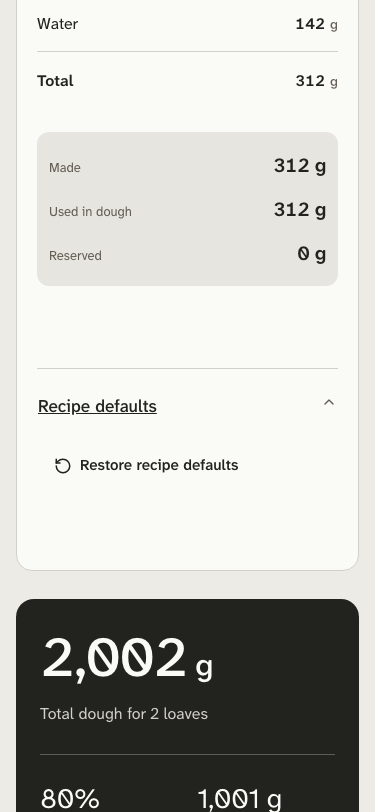 Water 142 g
Total 312 g
Made 312 g
Used in dough 312 g
Reserved 0 g
Recipe defaults
Restore recipe defaults
2,002 g
Total dough for 2 loaves
80% 1,001 g